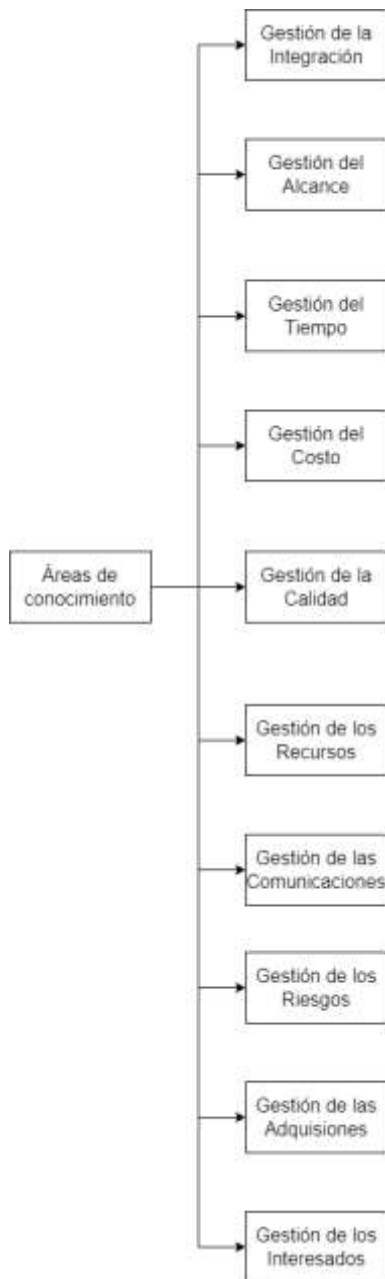 Gestión de la
Integración
Gestión del
Alcance
Gestión del
Tiempo
Gestión del
Costo
Áreas de
conocimiento
Gestión de la
Calidad
Gestión de los
Recursos
Gestión de las
Comunicaciones
Gestión de los
Riesgos
Gestión de las
Adquisiones
Gestión de los
Interesados